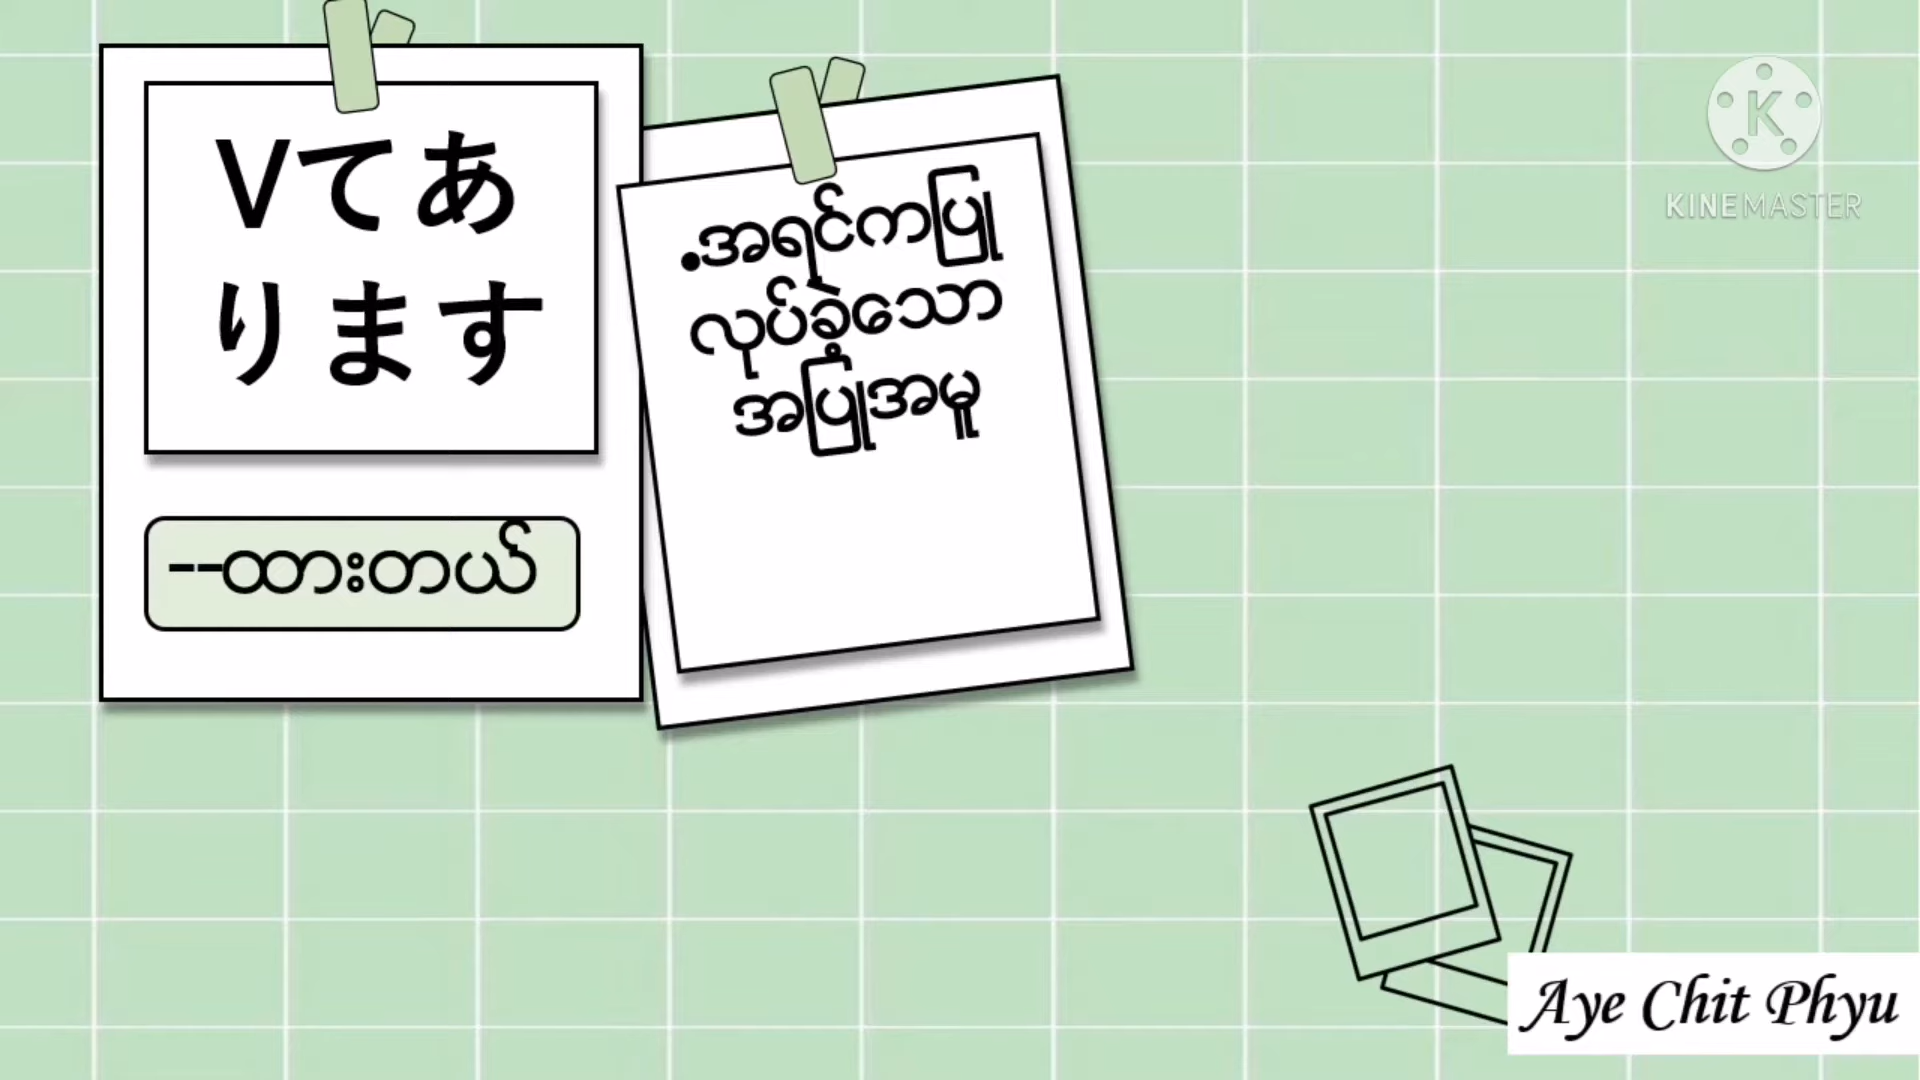 Vてあ
ります
--ထားတယ်
.အရင်ကပြု
လုပ်ခဲ့သော
အပြုအမူ
K
KINEMASTER
Aye Chit Phyu